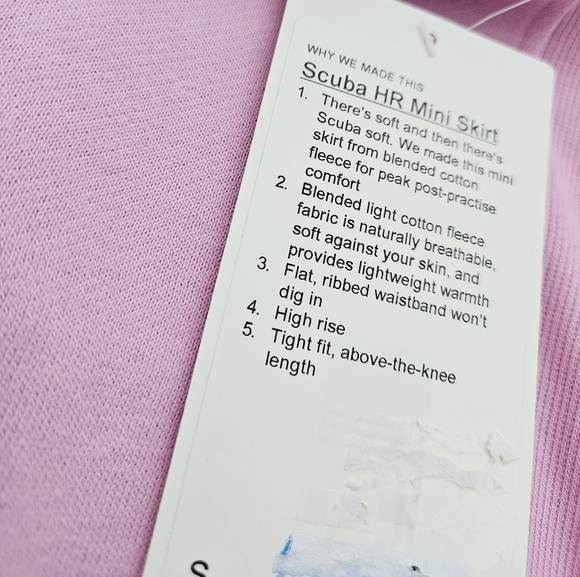 WHY WE MADE THIS
Scuba HR Mini Skirt
1. There's soft and then there's
Scuba soft. We made this mini
skirt from blended cotton
fleece for peak post-practise
comfort
2. Blended light cotton fleece
fabric is naturally breathable,
soft against your skin, and
provides lightweight warmth
3. Flat, ribbed waistband won't
dig in
4. High rise
5. Tight fit, above-the-knee
length